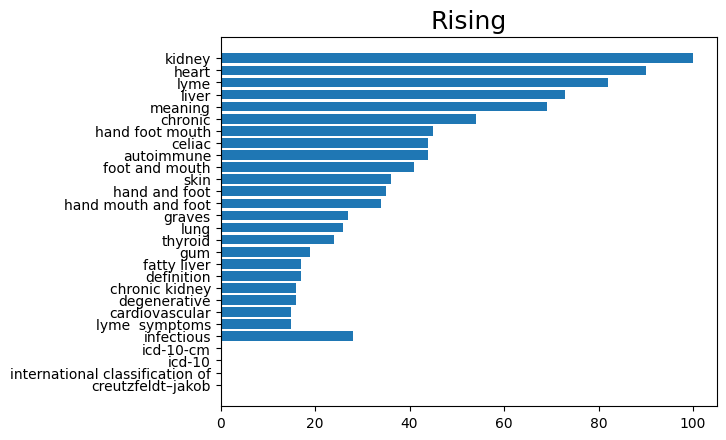 Rising
kidney
heart
lyme
liver
meaning
chronic
hand foot mouth
celiac
autoimmune
foot and mouth
skin
hand and foot
hand mouth and foot
graves
lung
thyroid
gum
fatty liver
definition
chronic kidney
degenerative
cardiovascular
lyme  symptoms
infectious
icd-10-cm
icd-10
international classification of
creutzfeldt–jakob
0 20 40 60 80 100